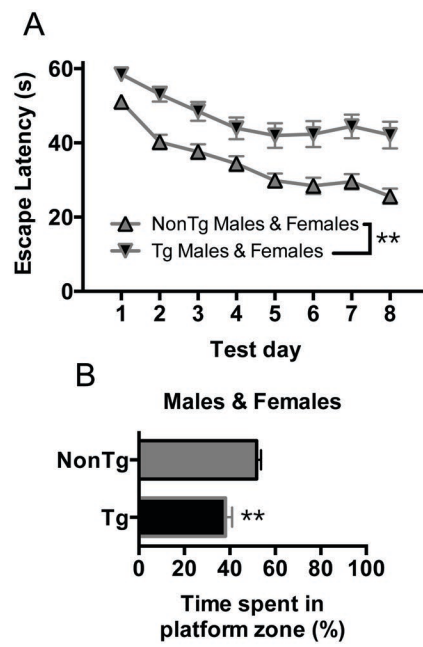 A
60
40
20
0
Escape Latency (s)
NonTg Males & Females
Tg Males & Females
**
1 2 3 4 5 6 7 8
Test day
B
Males & Females
NonTg
Tg
**
0 20 40 60 80 100
Time spent in
platform zone (%)